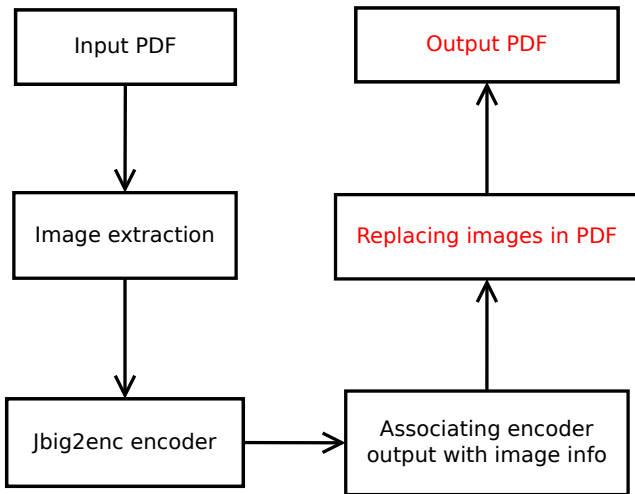 Input PDF
Image extraction
Jbig2enc encoder
Associating encoder
output with image info
Replacing images in PDF
Output PDF